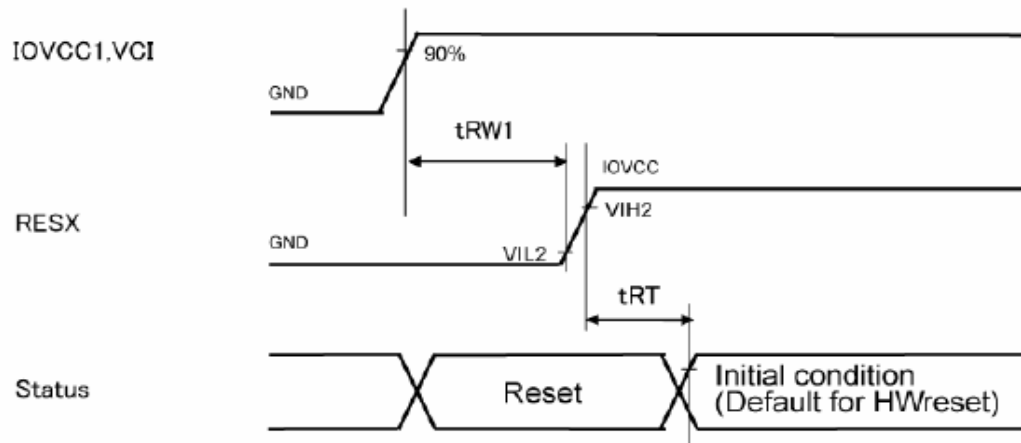 IOVCC1,VCI
90%
GND
tRW1
IOVCC
RESX
VIH2
GND
VIL2
tRT
Status
Reset
Initial condition
(Default for HWreset)